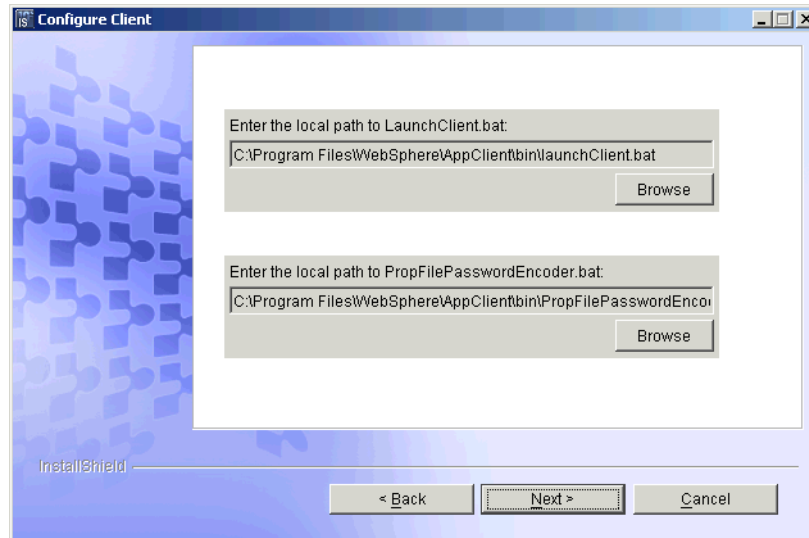 Configure Client
Enter the local path to LaunchClient.bat:
C:\Program Files\WebSphere\AppClient\bin\launchClient.bat
Browse
Enter the local path to PropFilePasswordEncoder.bat:
C:\Program Files\WebSphere\AppClient\bin\PropFilePasswordEnco
Browse
InstallShield
< Back Next > Cancel